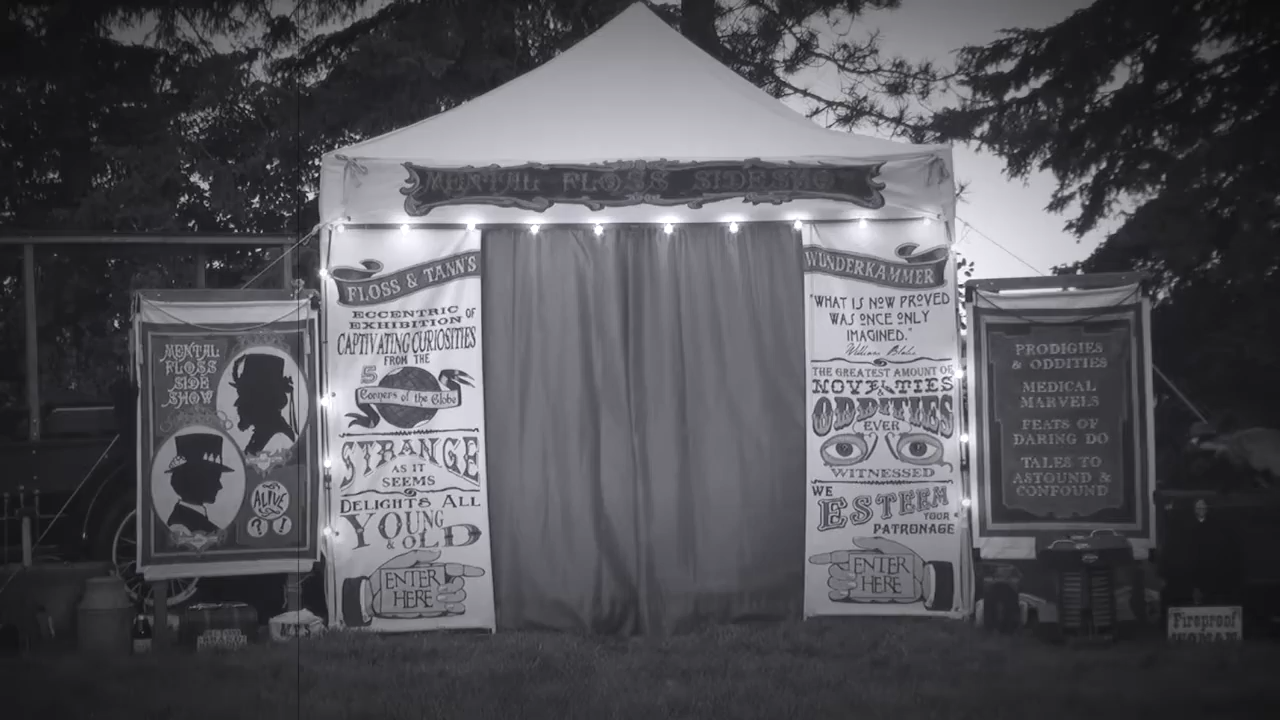 MENTAL FLOSS SIDESHOW
MENTAL
FLOSS
SIDE
SHOW
ALIVE
? !
FLOSS & TANN'S
ECCENTRIC OF
EXHIBITION
CAPTIVATING CURIOSITIES
FROM THE
5
Corners of the Globe
STRANGE
AS IT
SEEMS
DELIGHTS ALL
YOUNG
& OLD
ENTER
HERE
WUNDERKAMMER
"WHAT IS NOW PROVED
WAS ONCE ONLY
IMAGINED."
William Blake
THE GREATEST AMOUNT OF
NOVELTIES
&
ODDITIES
EVER
WITNESSED
WE
ESTEEM
YOUR
PATRONAGE
ENTER
HERE
PRODIGIES
& ODDITIES
MEDICAL
MARVELS
FEATS OF
DARING DO
TALES TO
ASTOUND &
CONFOUND
Fireproof
WOMAN